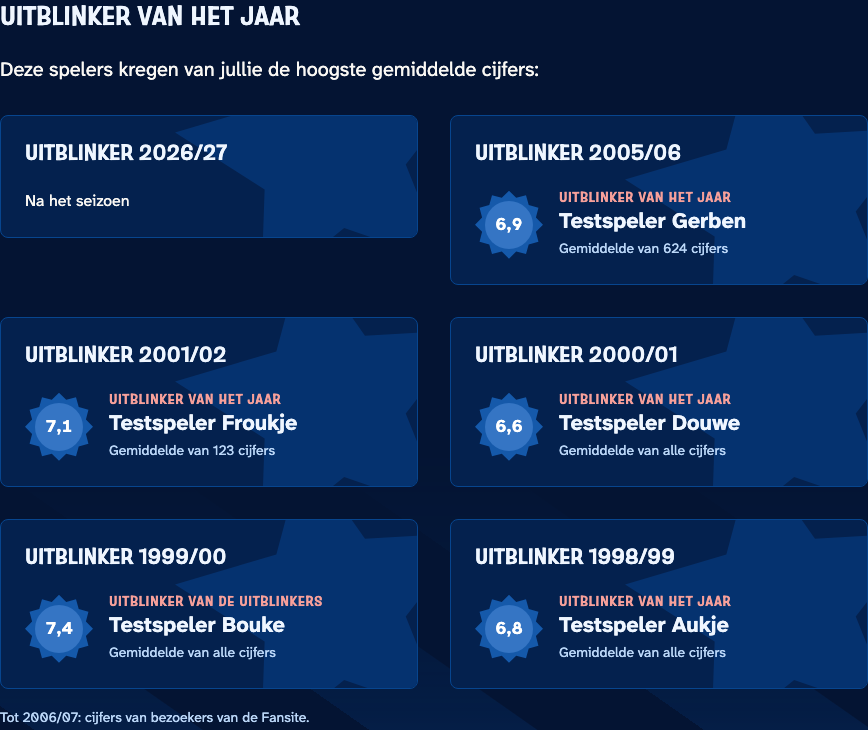 UITBLINKER VAN HET JAAR
Deze spelers kregen van jullie de hoogste gemiddelde cijfers:
UITBLINKER 2026/27
Na het seizoen
UITBLINKER 2005/06
6,9
UITBLINKER VAN HET JAAR
Testspeler Gerben
Gemiddelde van 624 cijfers
UITBLINKER 2001/02
7,1
UITBLINKER VAN HET JAAR
Testspeler Froukje
Gemiddelde van 123 cijfers
UITBLINKER 2000/01
6,6
UITBLINKER VAN HET JAAR
Testspeler Douwe
Gemiddelde van alle cijfers
UITBLINKER 1999/00
7,4
UITBLINKER VAN DE UITBLINKERS
Testspeler Bouke
Gemiddelde van alle cijfers
UITBLINKER 1998/99
6,8
UITBLINKER VAN HET JAAR
Testspeler Aukje
Gemiddelde van alle cijfers
Tot 2006/07: cijfers van bezoekers van de Fansite.